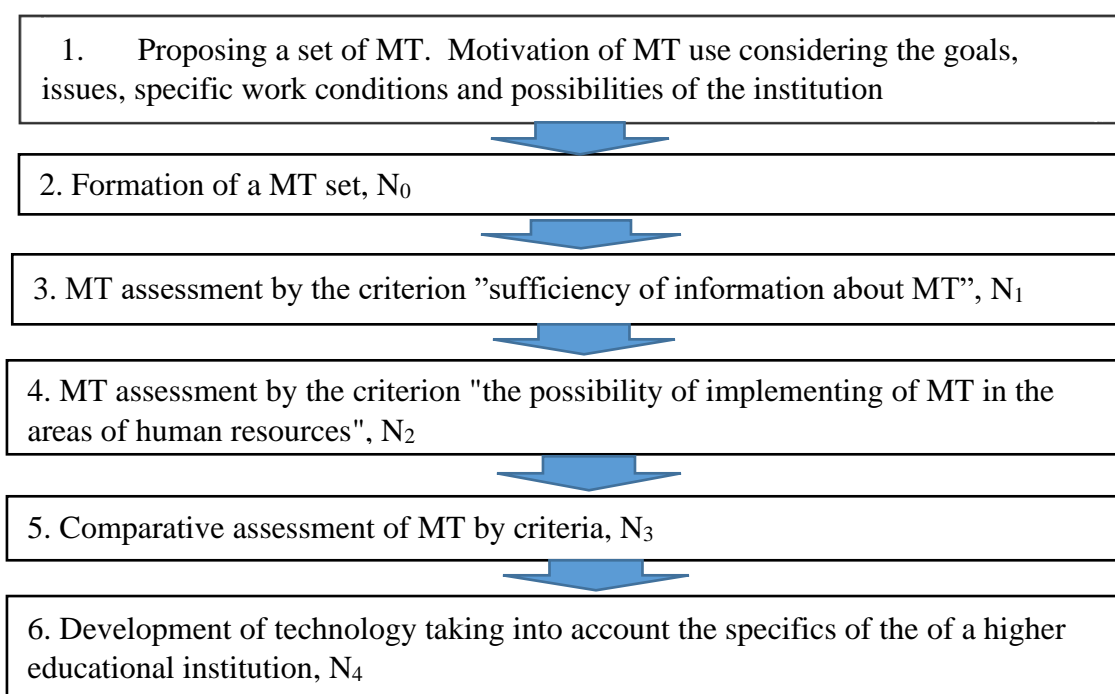 1. Proposing a set of MT. Motivation of MT use considering the goals,
issues, specific work conditions and possibilities of the institution
2. Formation of a MT set, N₀
3. MT assessment by the criterion ”sufficiency of information about MT”, N₁
4. MT assessment by the criterion "the possibility of implementing of MT in the
areas of human resources", N₂
5. Comparative assessment of MT by criteria, N₃
6. Development of technology taking into account the specifics of the of a higher
educational institution, N₄